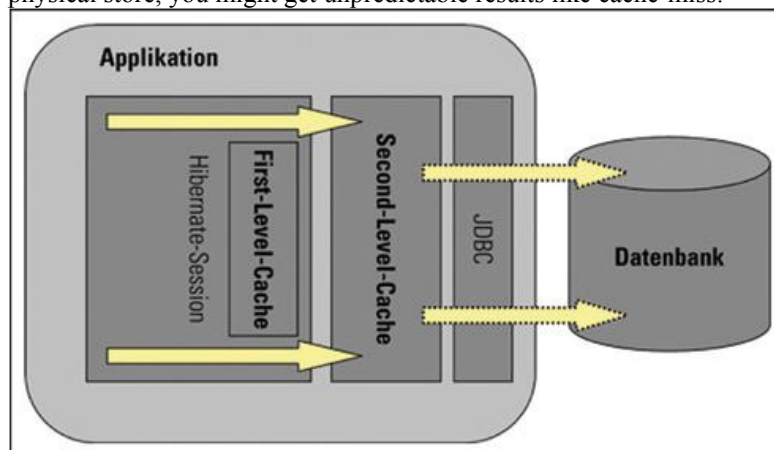 physical store, you might get unpredictable results like cache-miss.
Applikation
Hibernate-Session
First-Level-Cache
Second-Level-Cache
JDBC
Datenbank